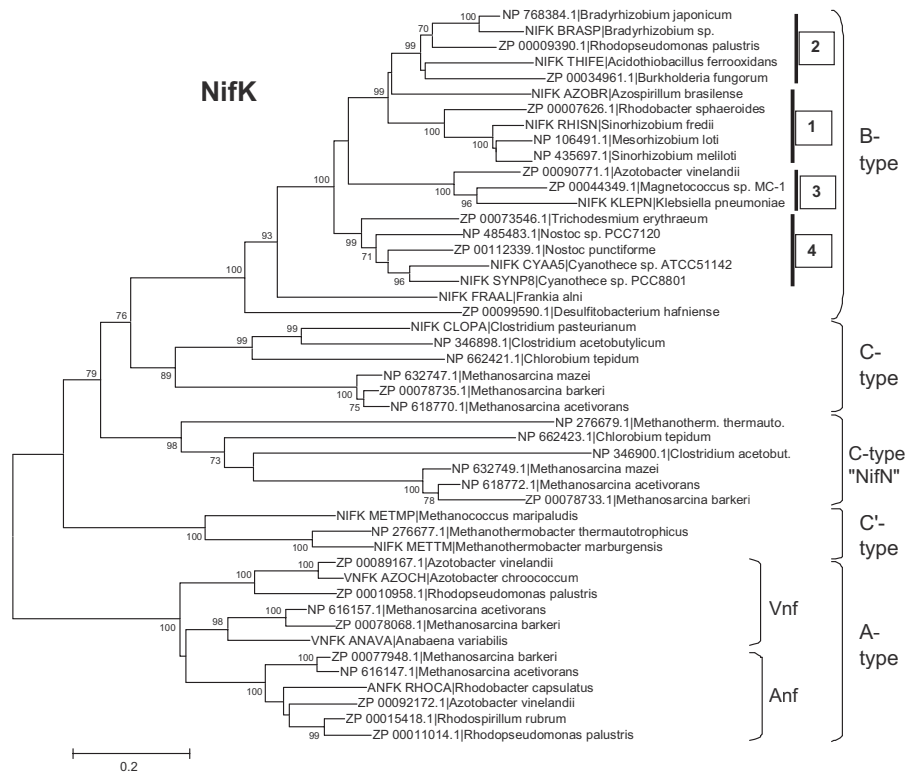 NifK
NP 768384.1|Bradyrhizobium japonicum
NIFK BRASP|Bradyrhizobium sp.
ZP 00009390.1|Rhodopseudomonas palustris
NIFK THIFE|Acidothiobacillus ferrooxidans
ZP 00034961.1|Burkholderia fungorum
NIFK AZOBR|Azospirillum brasilense
ZP 00007626.1|Rhodobacter sphaeroides
NIFK RHISN|Sinorhizobium fredii
NP 106491.1|Mesorhizobium loti
NP 435697.1|Sinorhizobium meliloti
ZP 00090771.1|Azotobacter vinelandii
ZP 00044349.1|Magnetococcus sp. MC-1
NIFK KLEPN|Klebsiella pneumoniae
ZP 00073546.1|Trichodesmium erythraeum
NP 485483.1|Nostoc sp. PCC7120
ZP 00112339.1|Nostoc punctiforme
NIFK CYAA5|Cyanothece sp. ATCC51142
NIFK SYNP8|Cyanothece sp. PCC8801
NIFK FRAAL|Frankia alni
ZP 00099590.1|Desulfitobacterium hafniense
NIFK CLOPA|Clostridium pasteurianum
NP 346898.1|Clostridium acetobutylicum
NP 662421.1|Chlorobium tepidum
NP 632747.1|Methanosarcina mazei
ZP 00078735.1|Methanosarcina barkeri
NP 618770.1|Methanosarcina acetivorans
NP 276679.1|Methanotherm. thermauto.
NP 662423.1|Chlorobium tepidum
NP 346900.1|Clostridium acetobut.
NP 632749.1|Methanosarcina mazei
NP 618772.1|Methanosarcina acetivorans
ZP 00078733.1|Methanosarcina barkeri
NIFK METMP|Methanococcus maripaludis
NP 276677.1|Methanothermobacter thermautotrophicus
NIFK METTM|Methanothermobacter marburgensis
ZP 00089167.1|Azotobacter vinelandii
VNFK AZOCH|Azotobacter chroococcum
ZP 00010958.1|Rhodopseudomonas palustris
NP 616157.1|Methanosarcina acetivorans
ZP 00078068.1|Methanosarcina barkeri
VNFK ANAVA|Anabaena variabilis
ZP 00077948.1|Methanosarcina barkeri
NP 616147.1|Methanosarcina acetivorans
ANFK RHOCA|Rhodobacter capsulatus
ZP 00092172.1|Azotobacter vinelandii
ZP 00015418.1|Rhodospirillum rubrum
ZP 00011014.1|Rhodopseudomonas palustris
100
70
99
99
100
100
100
96
99
71
96
100
93
100
76
99
99
89
100
75
79
98
73
100
78
100
100
100
100
100
98
100
100
100
99
2
1
3
4
B-
type
C-
type
C-type
"NifN"
C'-
type
Vnf
Anf
A-
type
0.2